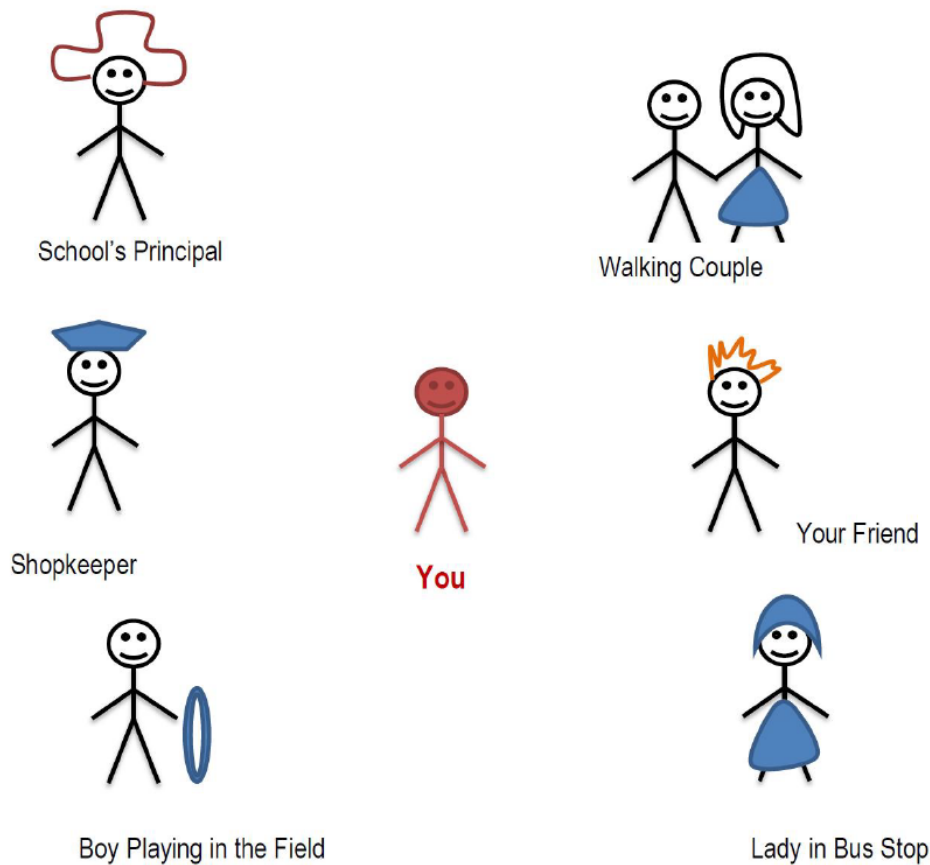 School's Principal
Walking Couple
Shopkeeper
You
Your Friend
Boy Playing in the Field
Lady in Bus Stop